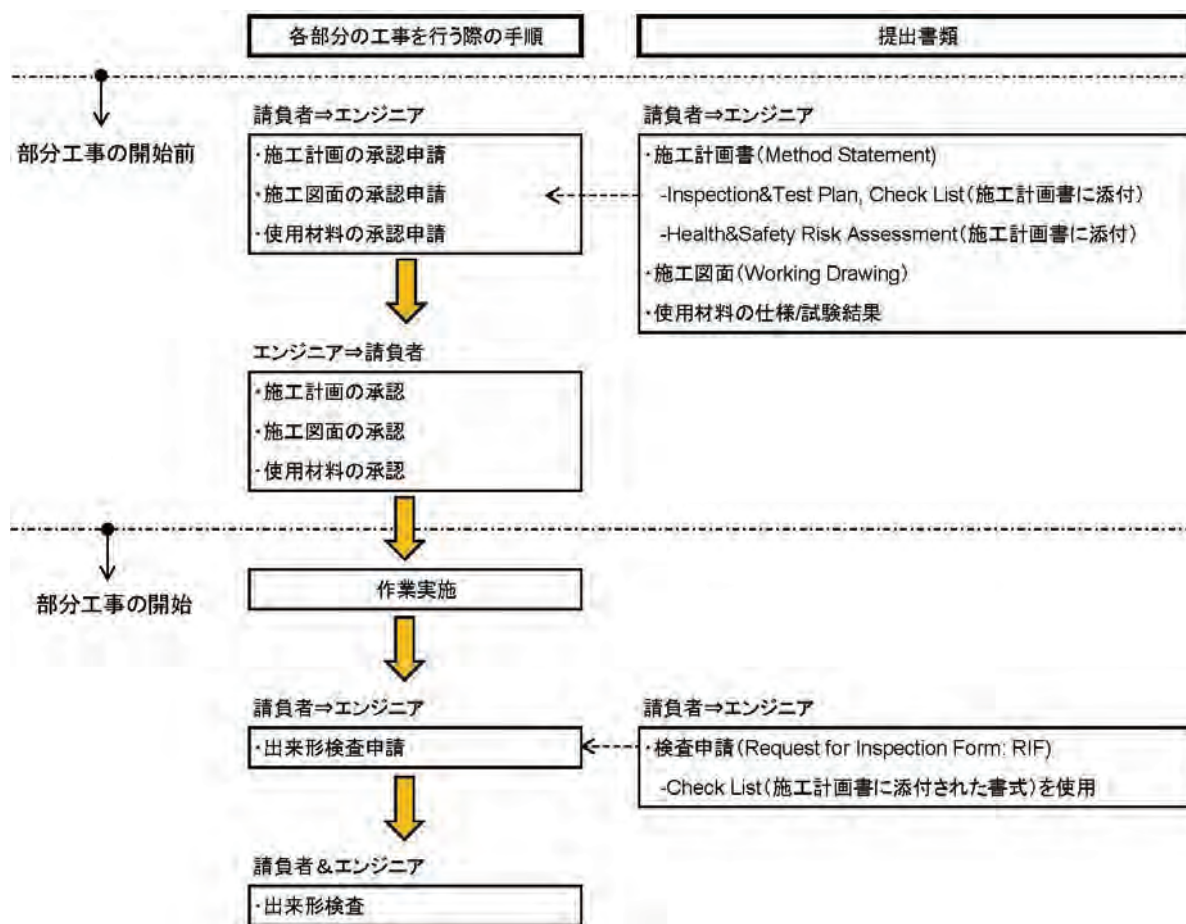 各部分の工事を行う際の手順
提出書類
部分工事の開始前
請負者⇒エンジニア
・施工計画の承認申請
・施工図面の承認申請
・使用材料の承認申請
請負者⇒エンジニア
・施工計画書(Method Statement)
-Inspection&Test Plan, Check List(施工計画書に添付)
-Health&Safety Risk Assessment(施工計画書に添付)
・施工図面(Working Drawing)
・使用材料の仕様/試験結果
エンジニア⇒請負者
・施工計画の承認
・施工図面の承認
・使用材料の承認
部分工事の開始
作業実施
請負者⇒エンジニア
・出来形検査申請
請負者⇒エンジニア
・検査申請(Request for Inspection Form: RIF)
-Check List(施工計画書に添付された書式)を使用
請負者&エンジニア
・出来形検査